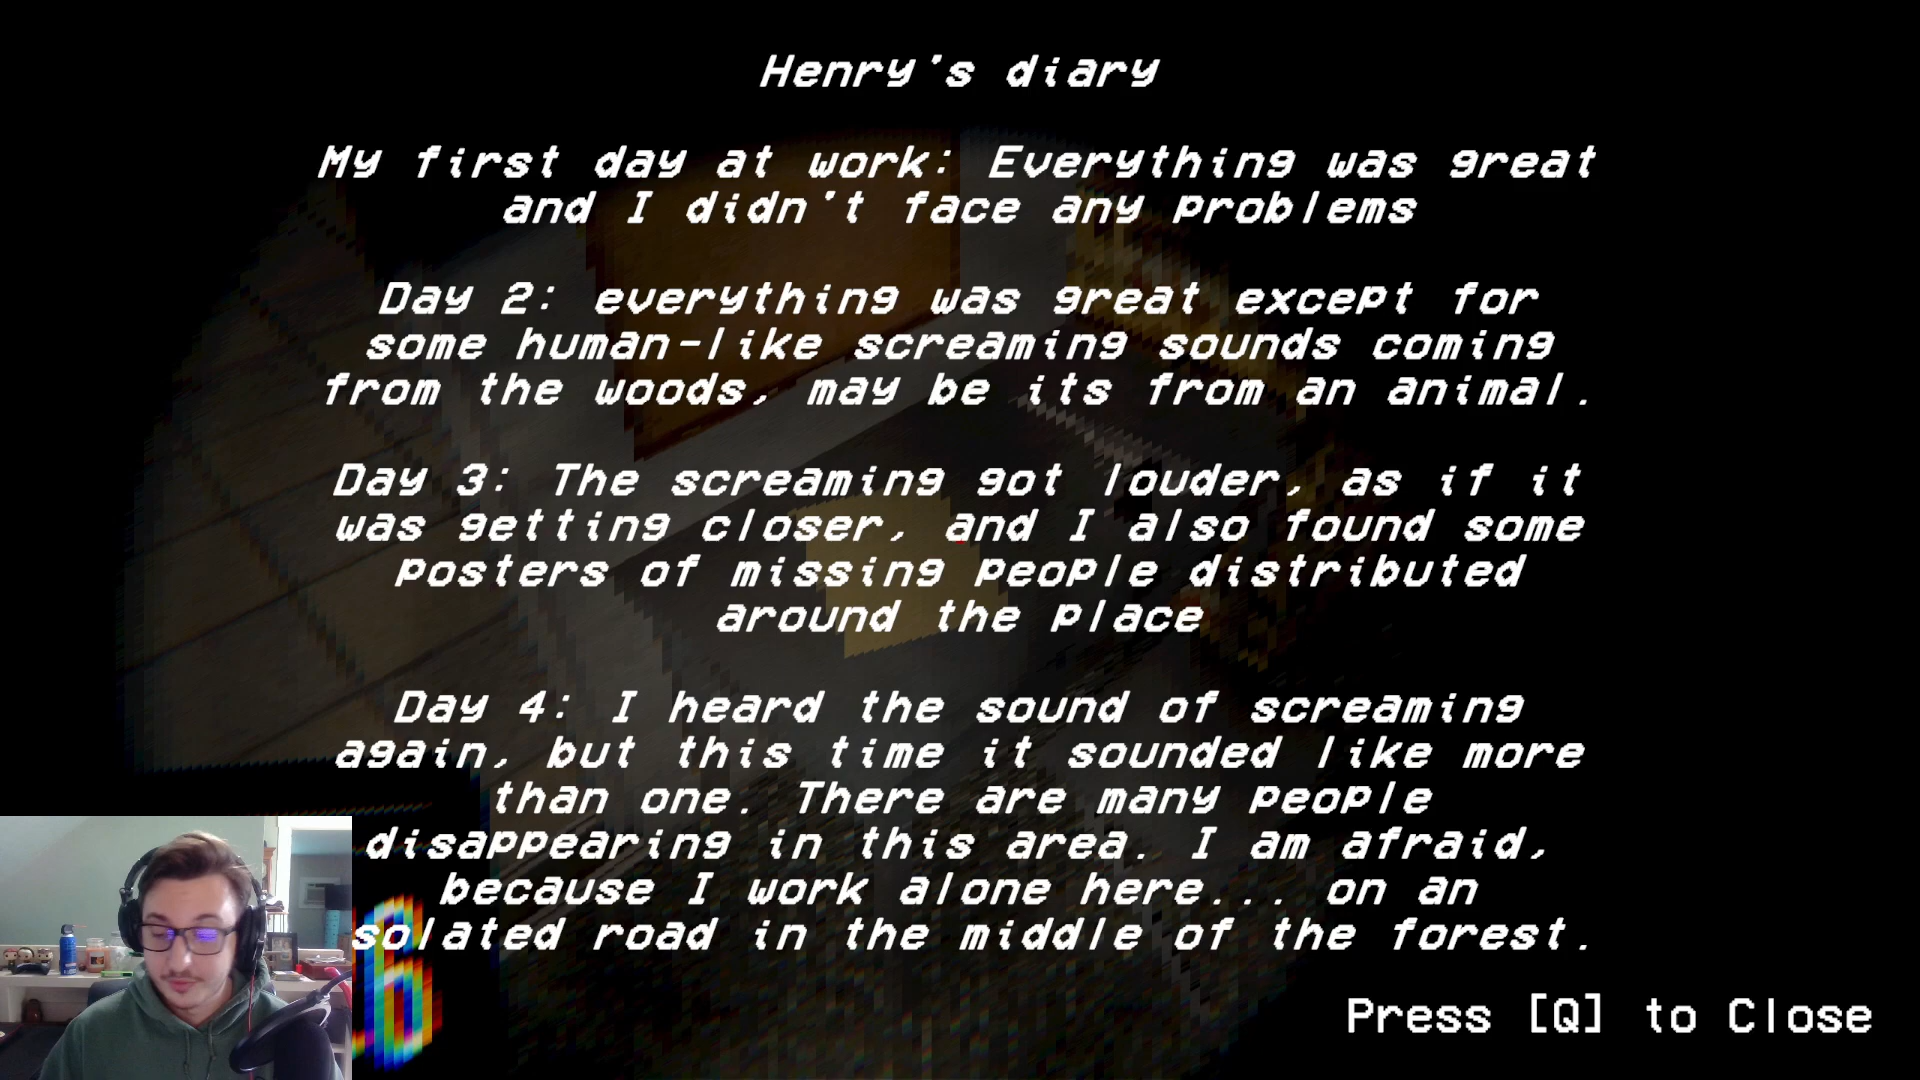 Henry's diary
My first day at work: Everything was great
and I didn't face any problems
Day 2: everything was great except for
some human-like screaming sounds coming
from the woods, may be its from an animal.
Day 3: The screaming got louder, as if it
was getting closer, and I also found some
posters of missing people distributed
around the place
Day 4: I heard the sound of screaming
again, but this time it sounded like more
than one. There are many people
disappearing in this area. I am afraid,
because I work alone here... on an
solated road in the middle of the forest.
Press [Q] to Close